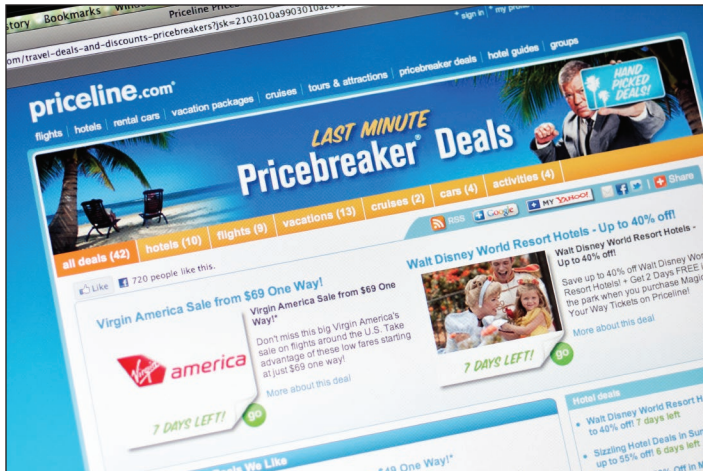 story Bookmarks
Priceline
om/travel-deals-and-discounts-pricebreakers?jsk=2103010a9903010a20
* sign in | * my
priceline.com®
flights | hotels | rental cars | vacation packages | cruises | tours & attractions | pricebreaker deals | hotel guides | groups
LAST MINUTE
Pricebreaker® Deals
HAND
PICKED
DEALS!
all deals (42) | hotels (10) | flights (9) | vacations (13) | cruises (2) | cars (4) | activities (4)
RSS + Google + MY YAHOO! | + Share
Like 720 people like this.
Virgin America Sale from $69 One Way!
Virgin America Sale from $69 One
Way!*
Don't miss this big Virgin America's
sale on flights around the U.S. Take
advantage of these low fares starting
at just $69 one way!
More about this deal
Virgin america
7 DAYS LEFT! go
Walt Disney World Resort Hotels - Up to 40% off!
Walt Disney World Resort Hotels -
Up to 40% off!
Save up to 40% off Walt Disney Wor
Resort Hotels! + Get 2 Days FREE i
the park when you purchase Magic
Your Way Tickets on Priceline!
More about this deal
7 DAYS LEFT! go
Deals We Like
One Way!*
Hotel deals
• Walt Disney World Resort H
to 40% off! 7 days left
• Sizzling Hotel Deals in Sun
up to 55% off! 6 days left
% Off in